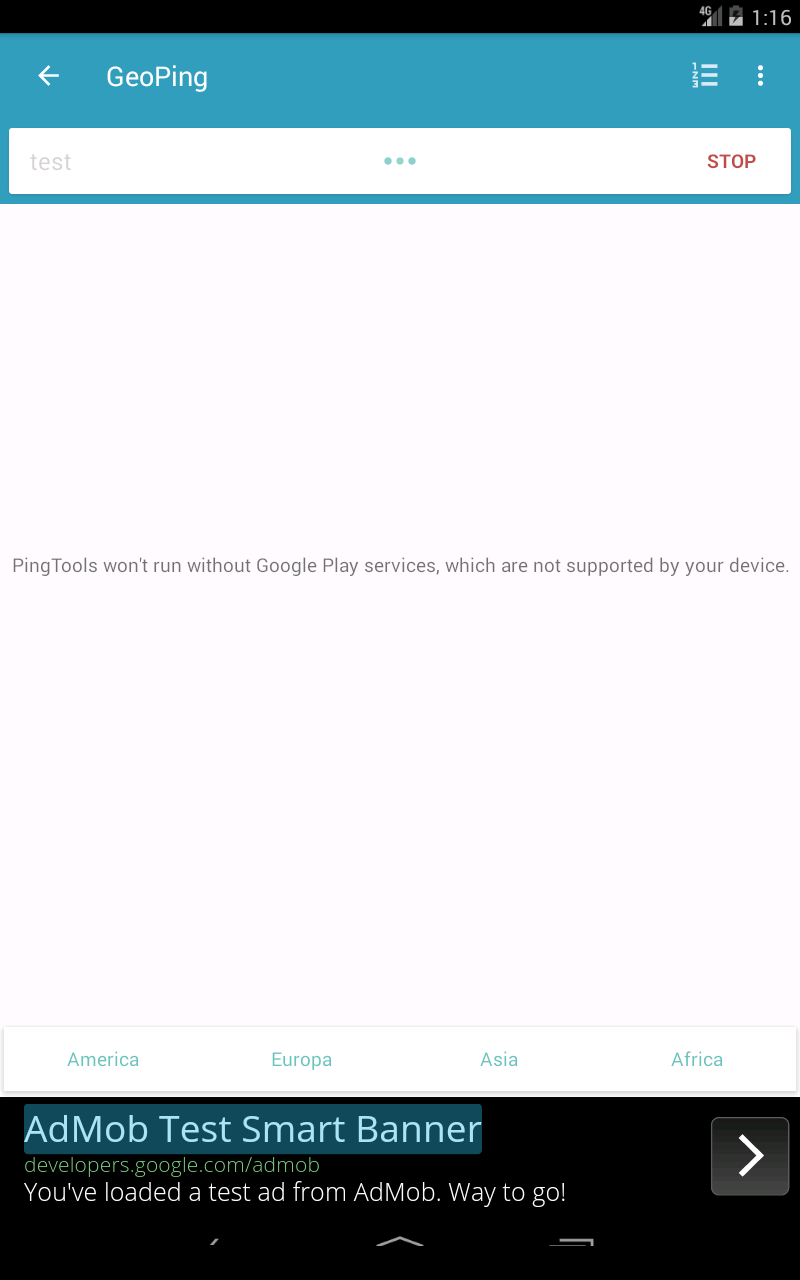 4G 1:16
GeoPing
test STOP
PingTools won't run without Google Play services, which are not supported by your device.
America Europa Asia Africa
AdMob Test Smart Banner
developers.google.com/admob
You've loaded a test ad from AdMob. Way to go!